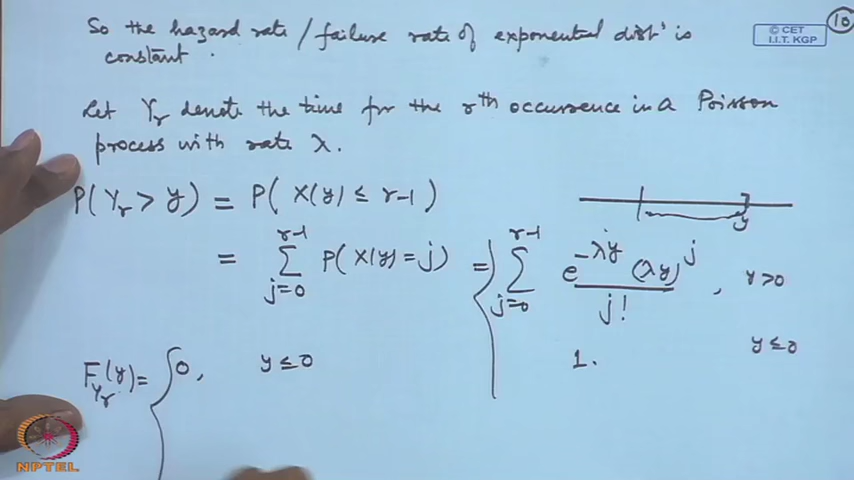 10
© CET
I.I.T. KGP
So the hazard rate / failure rate of exponential distⁿ is
constant.
Let Yᵣ denote the time for the rᵗʰ occurrence in a Poisson
process with rate λ.
P(Yᵣ > y) = P( X(y) ≤ r-1 )
y
= ∑_{j=0}^{r-1} P( X(y) = j ) = { ∑_{j=0}^{r-1} e^{-λy} (λy)^j / j! , y > 0
1. y ≤ 0
F_{Yᵣ}(y) = { 0, y ≤ 0
NPTEL